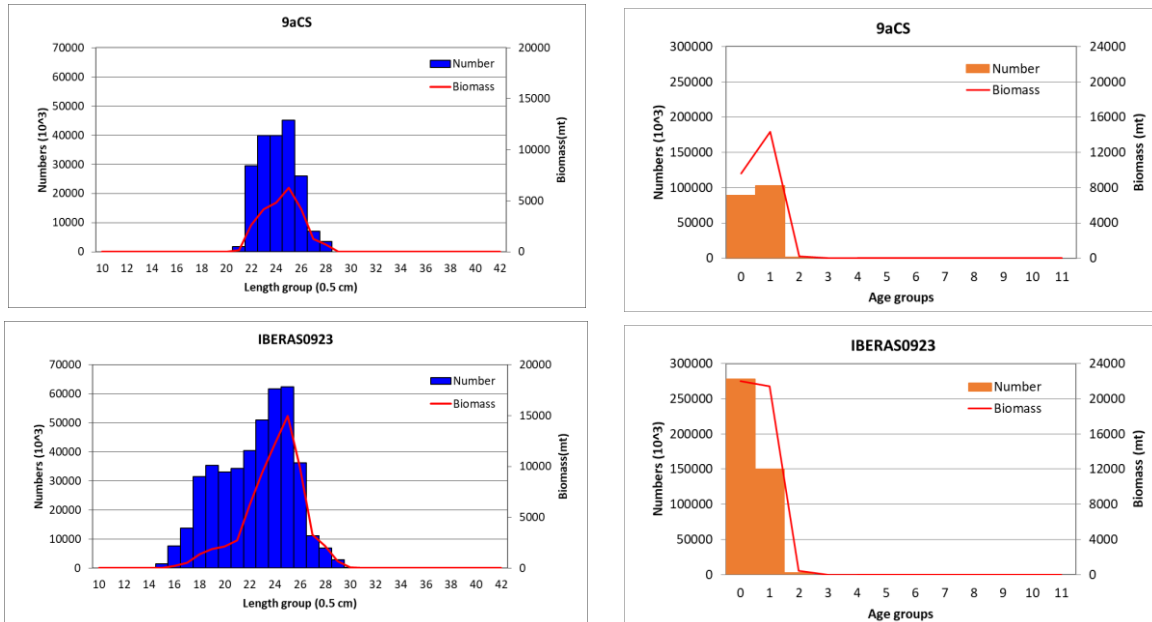 9aCS
70000
60000
50000
40000
30000
20000
10000
0
Numbers (10^3)
20000
15000
10000
5000
0
Biomass(mt)
Number
Biomass
10 12 14 16 18 20 22 24 26 28 30 32 34 36 38 40 42
Length group (0.5 cm)
9aCS
300000
250000
200000
150000
100000
50000
0
Numbers (10^3)
24000
20000
16000
12000
8000
4000
0
Biomass (mt)
Number
Biomass
0 1 2 3 4 5 6 7 8 9 10 11
Age groups
IBERAS0923
70000
60000
50000
40000
30000
20000
10000
0
Numbers (10^3)
20000
15000
10000
5000
0
Biomass(mt)
Number
Biomass
10 12 14 16 18 20 22 24 26 28 30 32 34 36 38 40 42
Length group (0.5 cm)
IBERAS0923
300000
250000
200000
150000
100000
50000
0
Numbers (10^3)
24000
20000
16000
12000
8000
4000
0
Biomass (mt)
Number
Biomass
0 1 2 3 4 5 6 7 8 9 10 11
Age groups